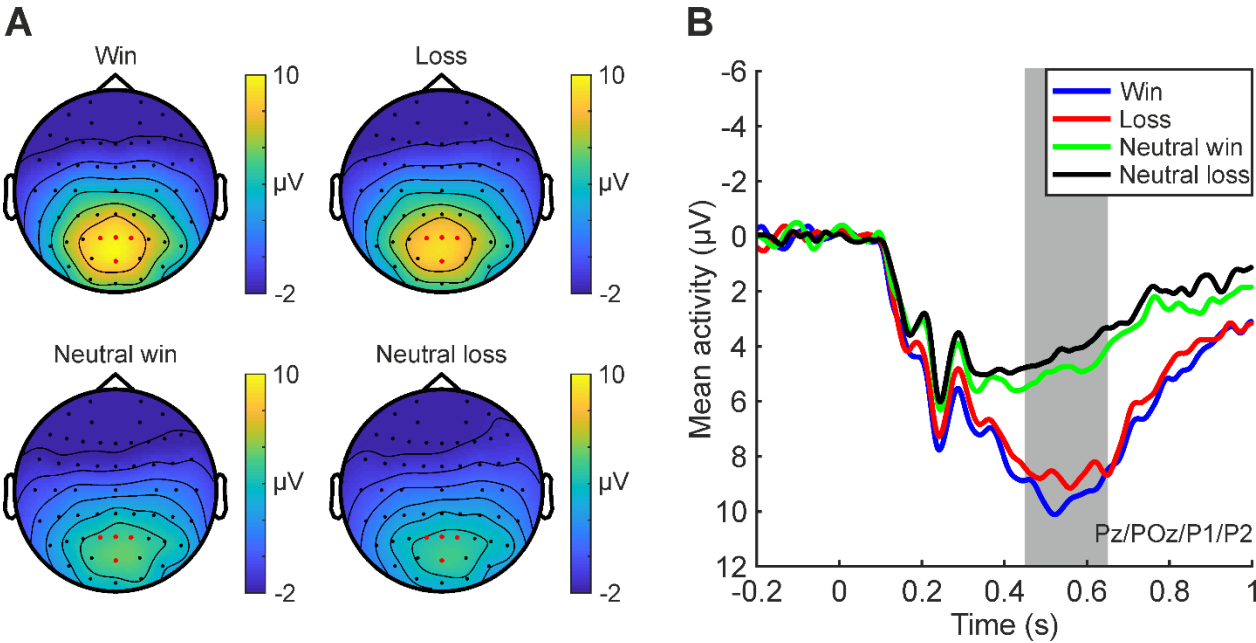 A
Win
10
µV
-2
Loss
10
µV
-2
Neutral win
10
µV
-2
Neutral loss
10
µV
-2
B
-6
-4
-2
0
2
4
6
8
10
12
Mean activity (µV)
Win
Loss
Neutral win
Neutral loss
Pz/POz/P1/P2
-0.2 0 0.2 0.4 0.6 0.8 1
Time (s)